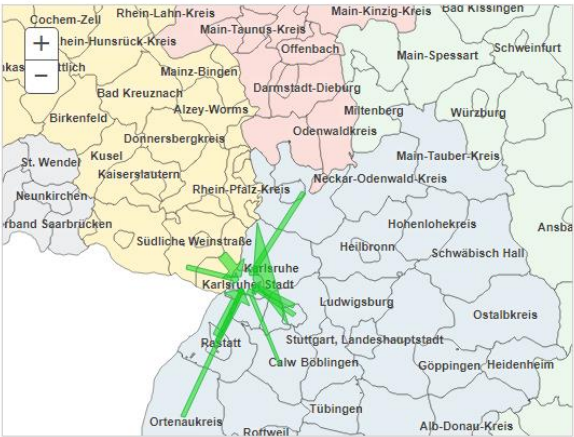 Cochem-Zell
Rhein-Lahn-Kreis
Main-Kinzig-Kreis
Bad Kissingen
Main-Taunus-Kreis
hein-Hunsrück-Kreis
Offenbach
Schweinfurt
Main-Spessart
Mainz-Bingen
Darmstadt-Dieburg
Bad Kreuznach
Alzey-Worms
Miltenberg
Würzburg
Birkenfeld
Odenwaldkreis
Donnersbergkreis
Main-Tauber-Kreis
St. Wendel
Kusel
Kaiserslautern
Neckar-Odenwald-Kreis
Rhein-Pfalz-Kreis
Neunkirchen
rband Saarbrücken
Hohenlohekreis
Ansba
Südliche Weinstraße
Heilbronn
Schwäbisch Hall
Karlsruhe
Karlsruhe, Stadt
Ludwigsburg
Ostalbkreis
Rastatt
Stuttgart, Landeshauptstadt
Calw
Böblingen
Göppingen
Heidenheim
Tübingen
Ortenaukreis
Alb-Donau-Kreis
Rottweil